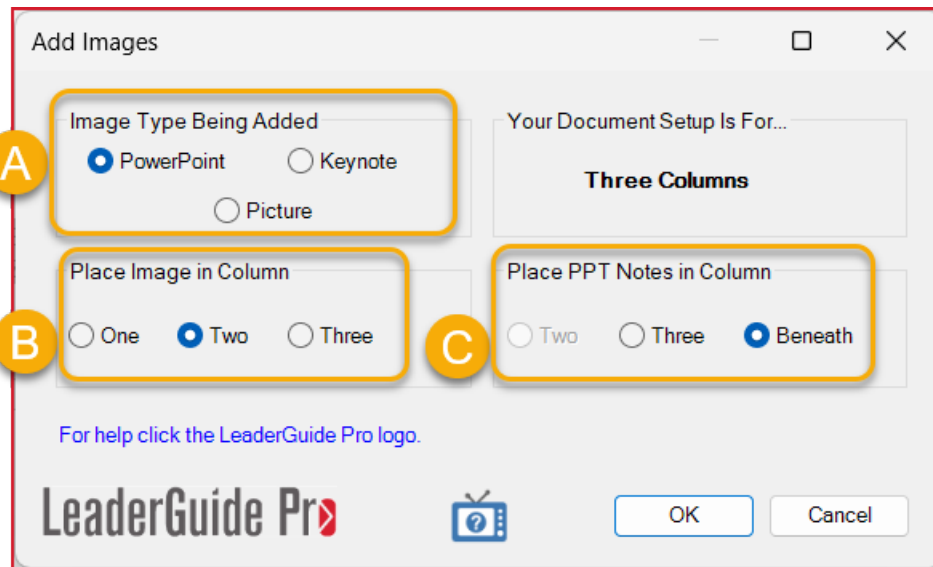 Add Images
Image Type Being Added
PowerPoint Keynote
Picture
A
Your Document Setup Is For...
Three Columns
Place Image in Column
One Two Three
B
Place PPT Notes in Column
Two Three Beneath
C
For help click the LeaderGuide Pro logo.
LeaderGuide Pro
?
OK Cancel